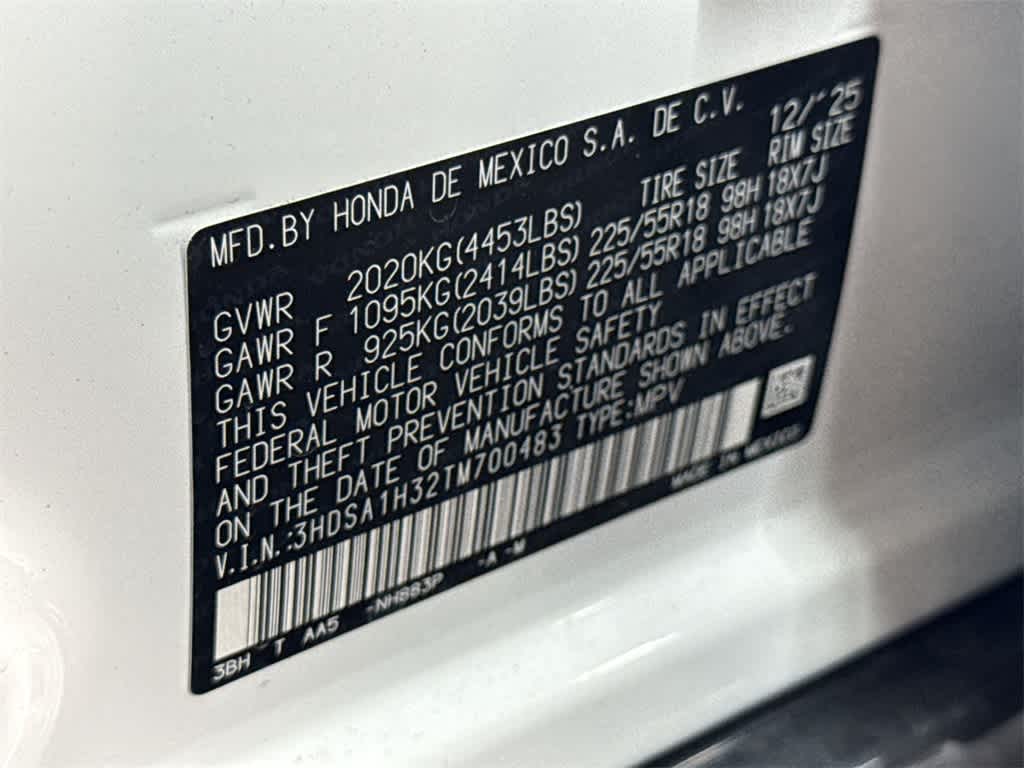 MFD.BY HONDA DE MEXICO S.A. DE C.V. 12/'25
TIRE SIZE RIM SIZE
GVWR 2020KG(4453LBS)
GAWR F 1095KG(2414LBS) 225/55R18 98H 18X7J
GAWR R 925KG(2039LBS) 225/55R18 98H 18X7J
THIS VEHICLE CONFORMS TO ALL APPLICABLE
FEDERAL MOTOR VEHICLE SAFETY
AND THEFT PREVENTION STANDARDS IN EFFECT
ON THE DATE OF MANUFACTURE SHOWN ABOVE.
V.I.N.:3HDSA1H32TM700483 TYPE:MPV
3BH - T AA5 -NH883P -A -M MADE IN MEXICO